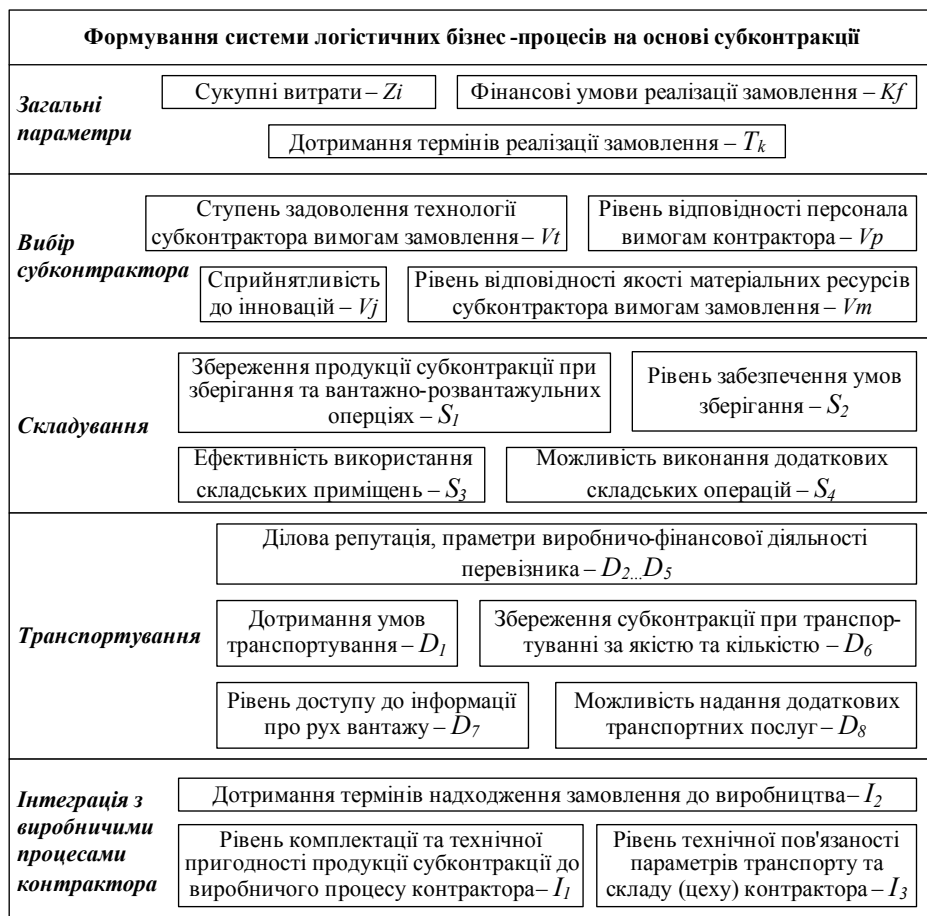 Формування системи логістичних бізнес -процесів на основі субконтракції
Загальні
параметри
Сукупні витрати – Zi
Фінансові умови реалізації замовлення – Kf
Дотримання термінів реалізації замовлення – Tk
Вибір
субконтрактора
Ступень задоволення технології
субконтрактора вимогам замовлення – Vt
Рівень відповідності персонала
вимогам контрактора – Vp
Сприйнятливість
до інновацій – Vj
Рівень відповідності якості матеріальних ресурсів
субконтрактора вимогам замовлення – Vm
Складування
Збереження продукції субконтракції при
зберігання та вантажно-розвантажульних
оперціях – S1
Рівень забезпечення умов
зберігання – S2
Ефективність використання
складських приміщень – S3
Можливість виконання додаткових
складських операцій – S4
Транспортування
Ділова репутація, праметри виробничо-фінансової діяльності
перевізника – D2...D5
Дотримання умов
транспортування – D1
Збереження субконтракції при транспор-
туванні за якістю та кількістю – D6
Рівень доступу до інформації
про рух вантажу – D7
Можливість надання додаткових
транспортних послуг – D8
Інтеграція з
виробничими
процесами
контрактора
Дотримання термінів надходження замовлення до виробництва– I2
Рівень комплектації та технічної
пригодності продукції субконтракції до
виробничого процесу контрактора– I1
Рівень технічної пов'язаності
параметрів транспорту та
складу (цеху) контрактора – I3